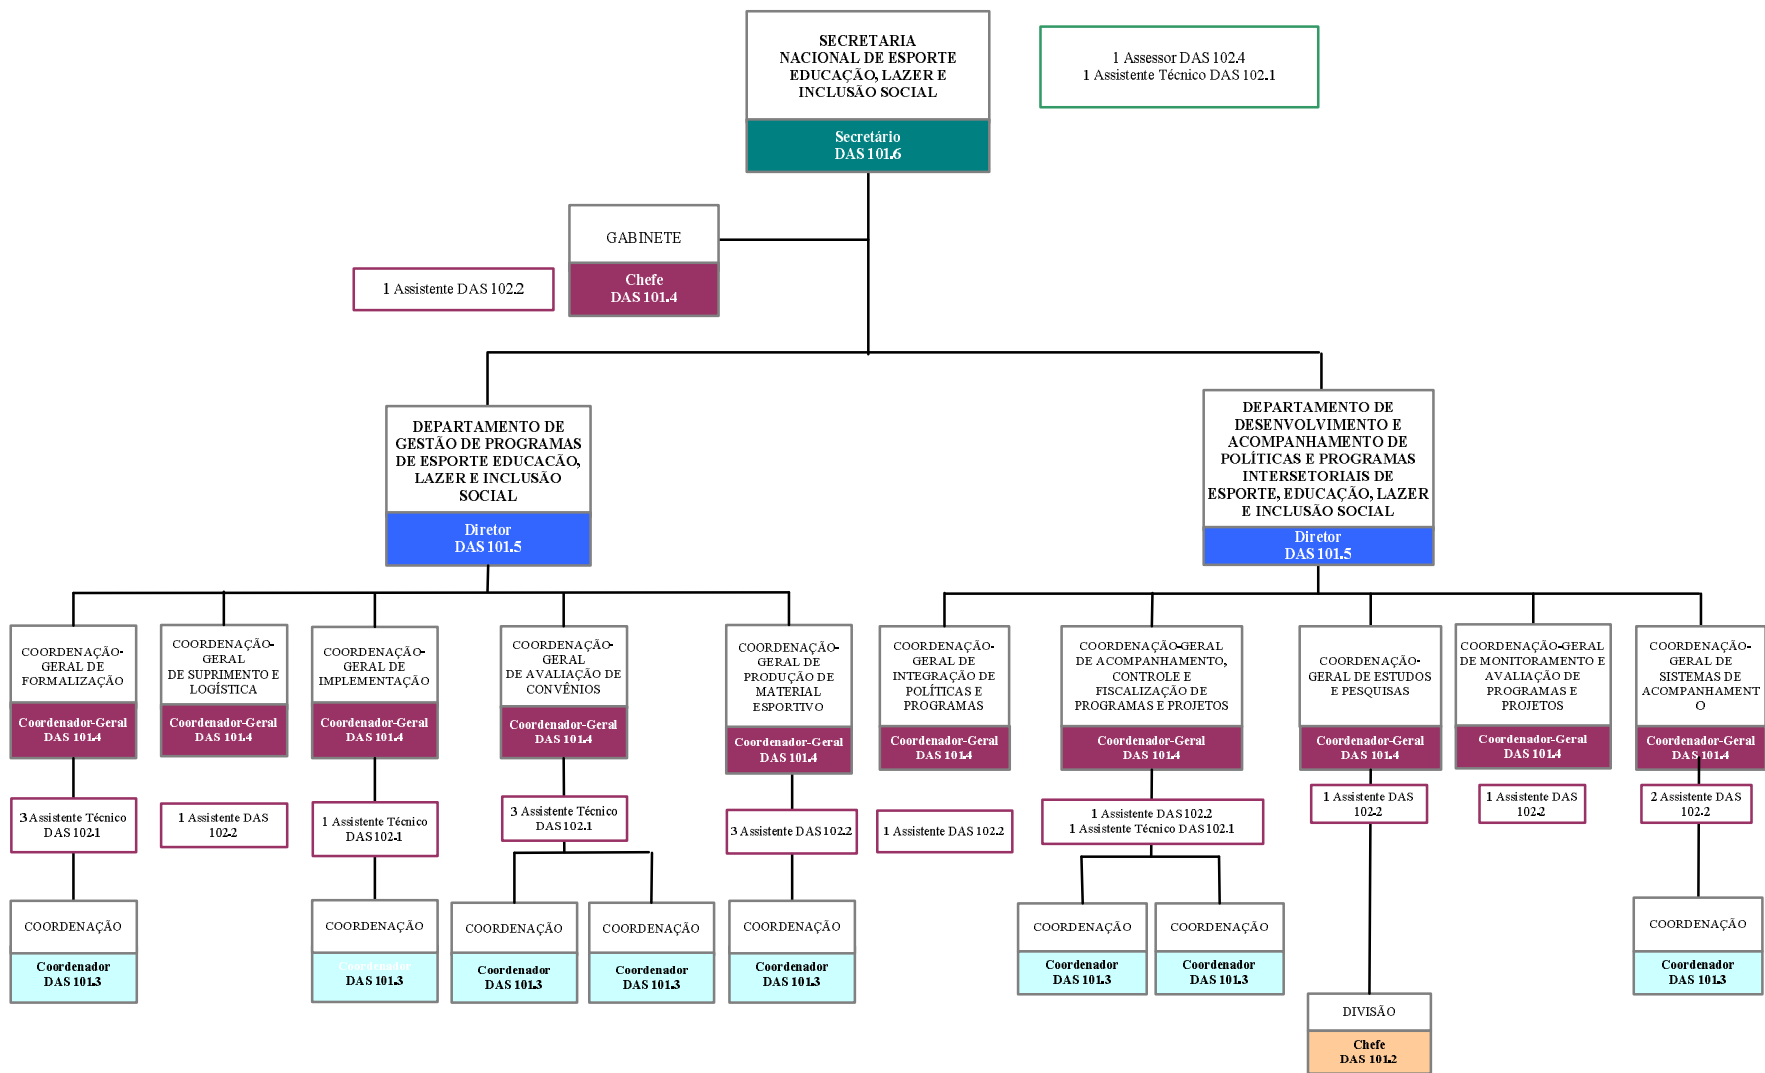 SECRETARIA
NACIONAL DE ESPORTE
EDUCAÇÃO, LAZER E
INCLUSÃO SOCIAL
Secretário
DAS 101.6
1 Assessor DAS 102.4
1 Assistente Técnico DAS 102.1
GABINETE
Chefe
DAS 101.4
1 Assistente DAS 102.2
DEPARTAMENTO DE
GESTÃO DE PROGRAMAS
DE ESPORTE EDUCACÃO,
LAZER E INCLUSÃO
SOCIAL
Diretor
DAS 101.5
DEPARTAMENTO DE
DESENVOLVIMENTO E
ACOMPANHAMENTO DE
POLÍTICAS E PROGRAMAS
INTERSETORIAIS DE
ESPORTE, EDUCAÇÃO, LAZER
E INCLUSÃO SOCIAL
Diretor
DAS 101.5
COORDENAÇÃO-
GERAL DE
FORMALIZAÇÃO
Coordenador-Geral
DAS 101.4
3 Assistente Técnico
DAS 102.1
COORDENAÇÃO
Coordenador
DAS 101.3
COORDENAÇÃO-
GERAL
DE SUPRIMENTO E
LOGÍSTICA
Coordenador-Geral
DAS 101.4
1 Assistente DAS
102.2
COORDENAÇÃO-
GERAL DE
IMPLEMENTAÇÃO
Coordenador-Geral
DAS 101.4
1 Assistente Técnico
DAS 102.1
COORDENAÇÃO
Coordenador
DAS 101.3
COORDENAÇÃO-
GERAL
DE AVALIAÇÃO DE
CONVÊNIOS
Coordenador-Geral
DAS 101.4
3 Assistente Técnico
DAS 102.1
COORDENAÇÃO
Coordenador
DAS 101.3
COORDENAÇÃO
Coordenador
DAS 101.3
COORDENAÇÃO-
GERAL DE
PRODUÇÃO DE
MATERIAL
ESPORTIVO
Coordenador-Geral
DAS 101.4
3 Assistente DAS 102.2
COORDENAÇÃO
Coordenador
DAS 101.3
COORDENAÇÃO-
GERAL DE
INTEGRAÇÃO DE
POLÍTICAS E
PROGRAMAS
Coordenador-Geral
DAS 101.4
1 Assistente DAS 102.2
COORDENAÇÃO-GERAL
DE ACOMPANHAMENTO,
CONTROLE E
FISCALIZAÇÃO DE
PROGRAMAS E PROJETOS
Coordenador-Geral
DAS 101.4
1 Assistente DAS 102.2
1 Assistente Técnico DAS 102.1
COORDENAÇÃO
Coordenador
DAS 101.3
COORDENAÇÃO
Coordenador
DAS 101.3
COORDENAÇÃO-
GERAL DE ESTUDOS
E PESQUISAS
Coordenador-Geral
DAS 101.4
1 Assistente DAS
102.2
DIVISÃO
Chefe
DAS 101.2
COORDENAÇÃO-GERAL
DE MONITORAMENTO E
AVALIAÇÃO DE
PROGRAMAS E
PROJETOS
Coordenador-Geral
DAS 101.4
1 Assistente DAS
102.2
COORDENAÇÃO-
GERAL DE
SISTEMAS DE
ACOMPANHAMENT
O
Coordenador-Geral
DAS 101.4
2 Assistente DAS
102.2
COORDENAÇÃO
Coordenador
DAS 101.3